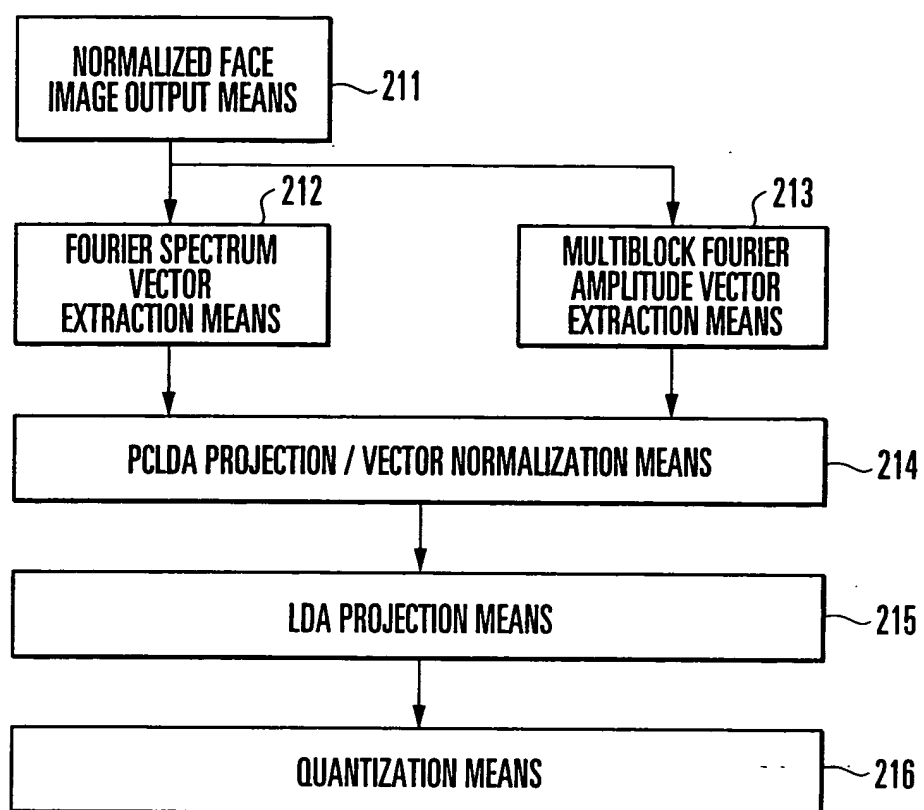 NORMALIZED FACE
IMAGE OUTPUT MEANS
211
212
213
FOURIER SPECTRUM
VECTOR
EXTRACTION MEANS
MULTIBLOCK FOURIER
AMPLITUDE VECTOR
EXTRACTION MEANS
PCLDA PROJECTION / VECTOR NORMALIZATION MEANS
214
LDA PROJECTION MEANS
215
QUANTIZATION MEANS
216